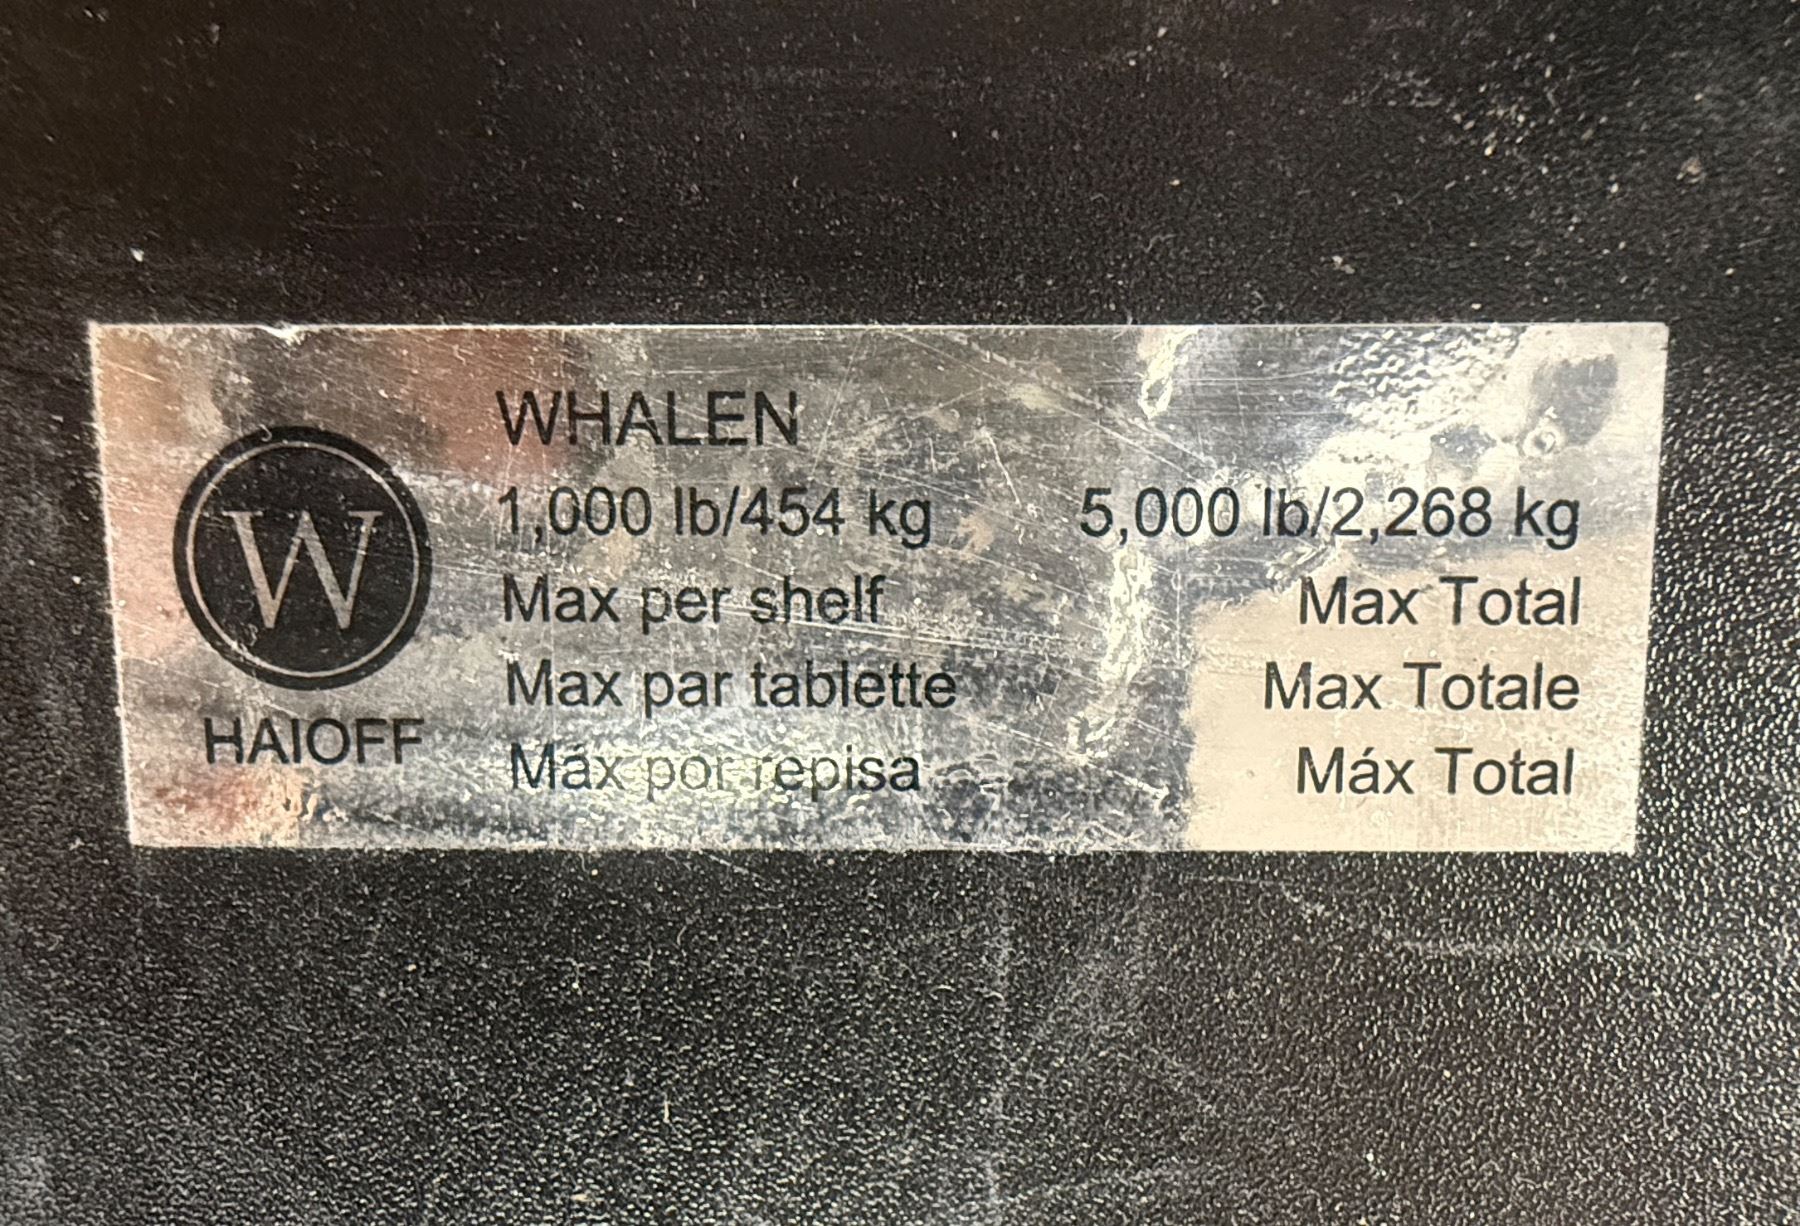 WHALEN
1,000 lb/454 kg 5,000 lb/2,268 kg
Max per shelf Max Total
Max par tablette Max Totale
Máx por repisa Máx Total
W
HAIOFF